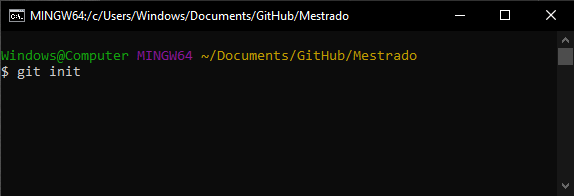 MINGW64:/c/Users/Windows/Documents/GitHub/Mestrado
Windows@Computer MINGW64 ~/Documents/GitHub/Mestrado
$ git init